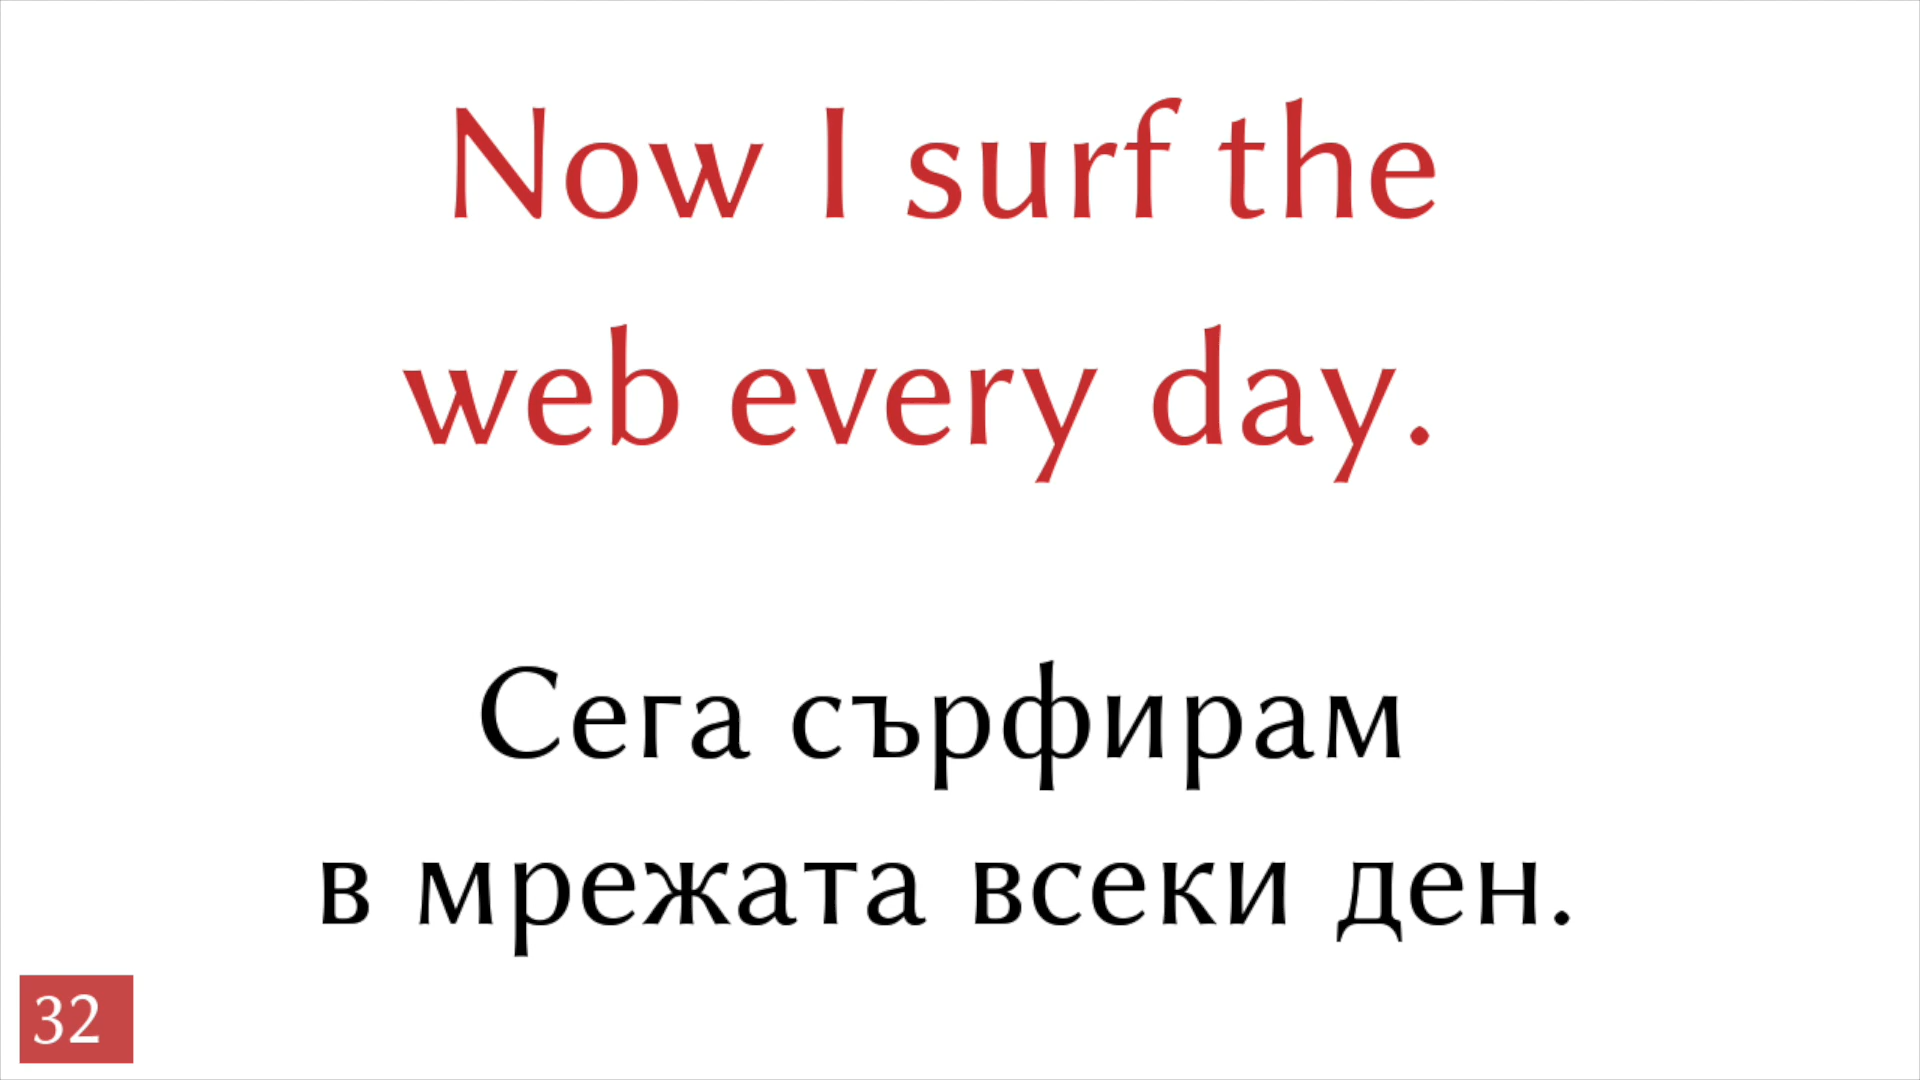 Now I surf the
web every day.
Сега сърфирам
в мрежата всеки ден.
32